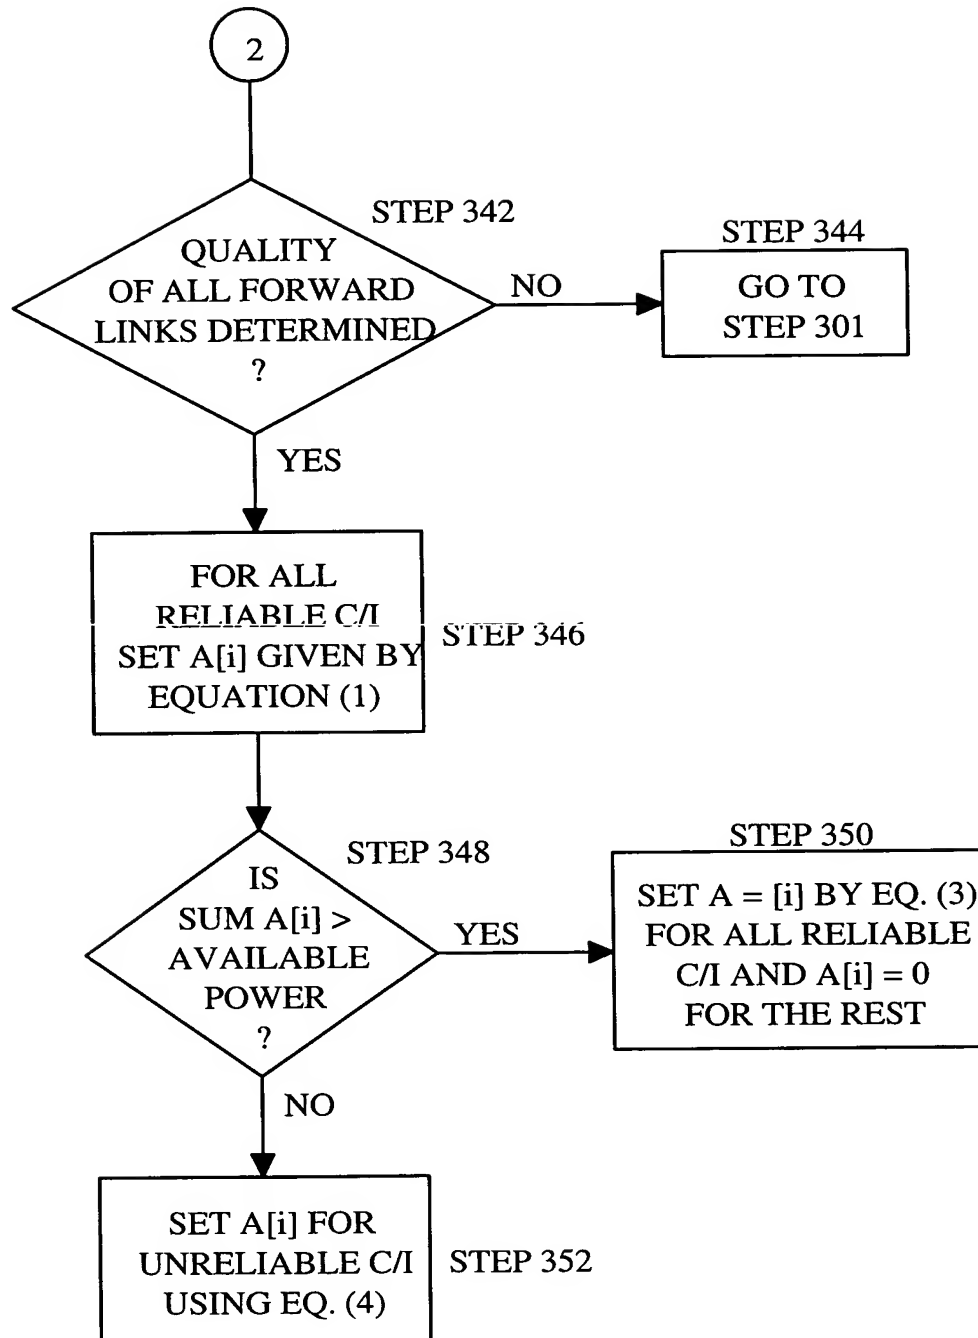 2
STEP 342
QUALITY
OF ALL FORWARD
LINKS DETERMINED
?
NO
STEP 344
GO TO
STEP 301
YES
FOR ALL
RELIABLE C/I
SET A[i] GIVEN BY
EQUATION (1)
STEP 346
STEP 348
IS
SUM A[i] >
AVAILABLE
POWER
?
YES
STEP 350
SET A = [i] BY EQ. (3)
FOR ALL RELIABLE
C/I AND A[i] = 0
FOR THE REST
NO
SET A[i] FOR
UNRELIABLE C/I
USING EQ. (4)
STEP 352